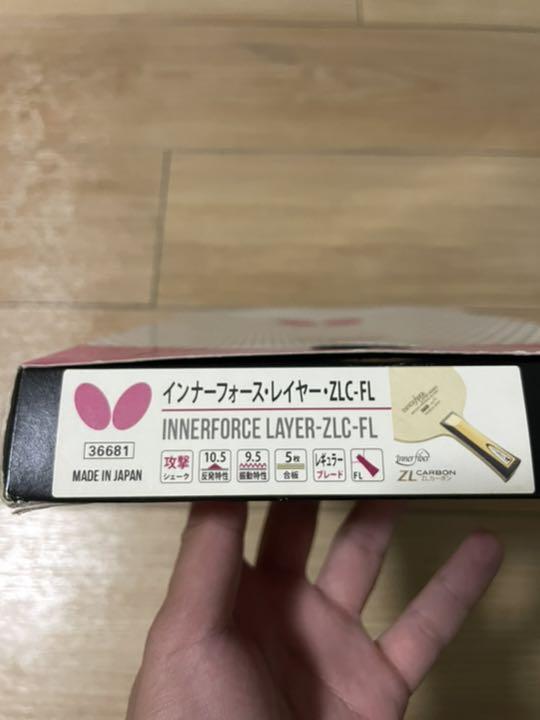 インナーフォース・レイヤー・ZLC-FL
INNERFORCE LAYER-ZLC-FL
36681
MADE IN JAPAN
攻撃
シェーク
10.5
反発特性
9.5
振動特性
5枚
合板
レギュラー
ブレード
FL
Innerfiber
ZL CARBON
ZLカーボン